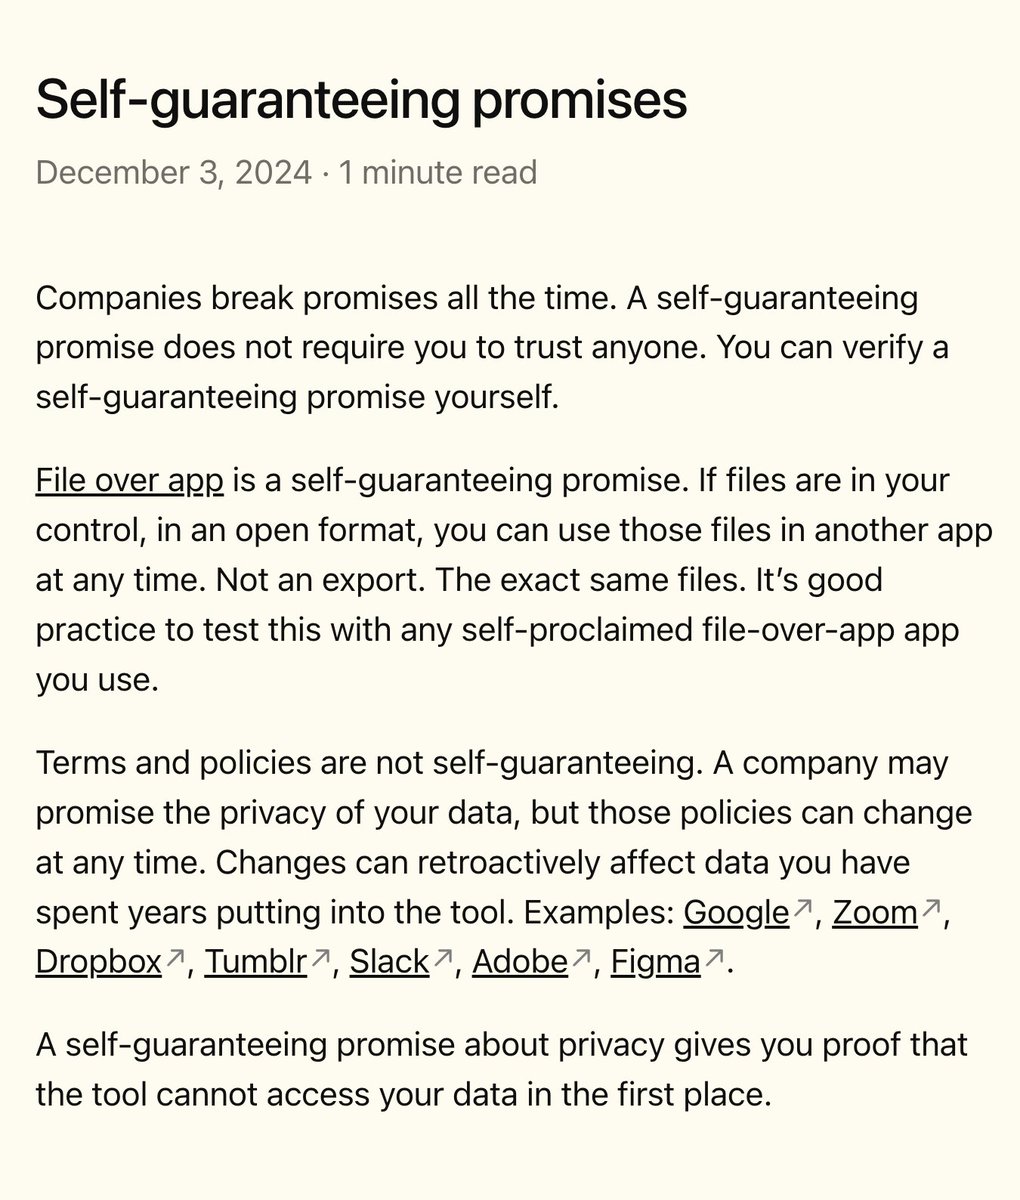 Self-guaranteeing promises
December 3, 2024 · 1 minute read
Companies break promises all the time. A self-guaranteeing
promise does not require you to trust anyone. You can verify a
self-guaranteeing promise yourself.
File over app is a self-guaranteeing promise. If files are in your
control, in an open format, you can use those files in another app
at any time. Not an export. The exact same files. It’s good
practice to test this with any self-proclaimed file-over-app app
you use.
Terms and policies are not self-guaranteeing. A company may
promise the privacy of your data, but those policies can change
at any time. Changes can retroactively affect data you have
spent years putting into the tool. Examples: Google↗, Zoom↗,
Dropbox↗, Tumblr↗, Slack↗, Adobe↗, Figma↗.
A self-guaranteeing promise about privacy gives you proof that
the tool cannot access your data in the first place.